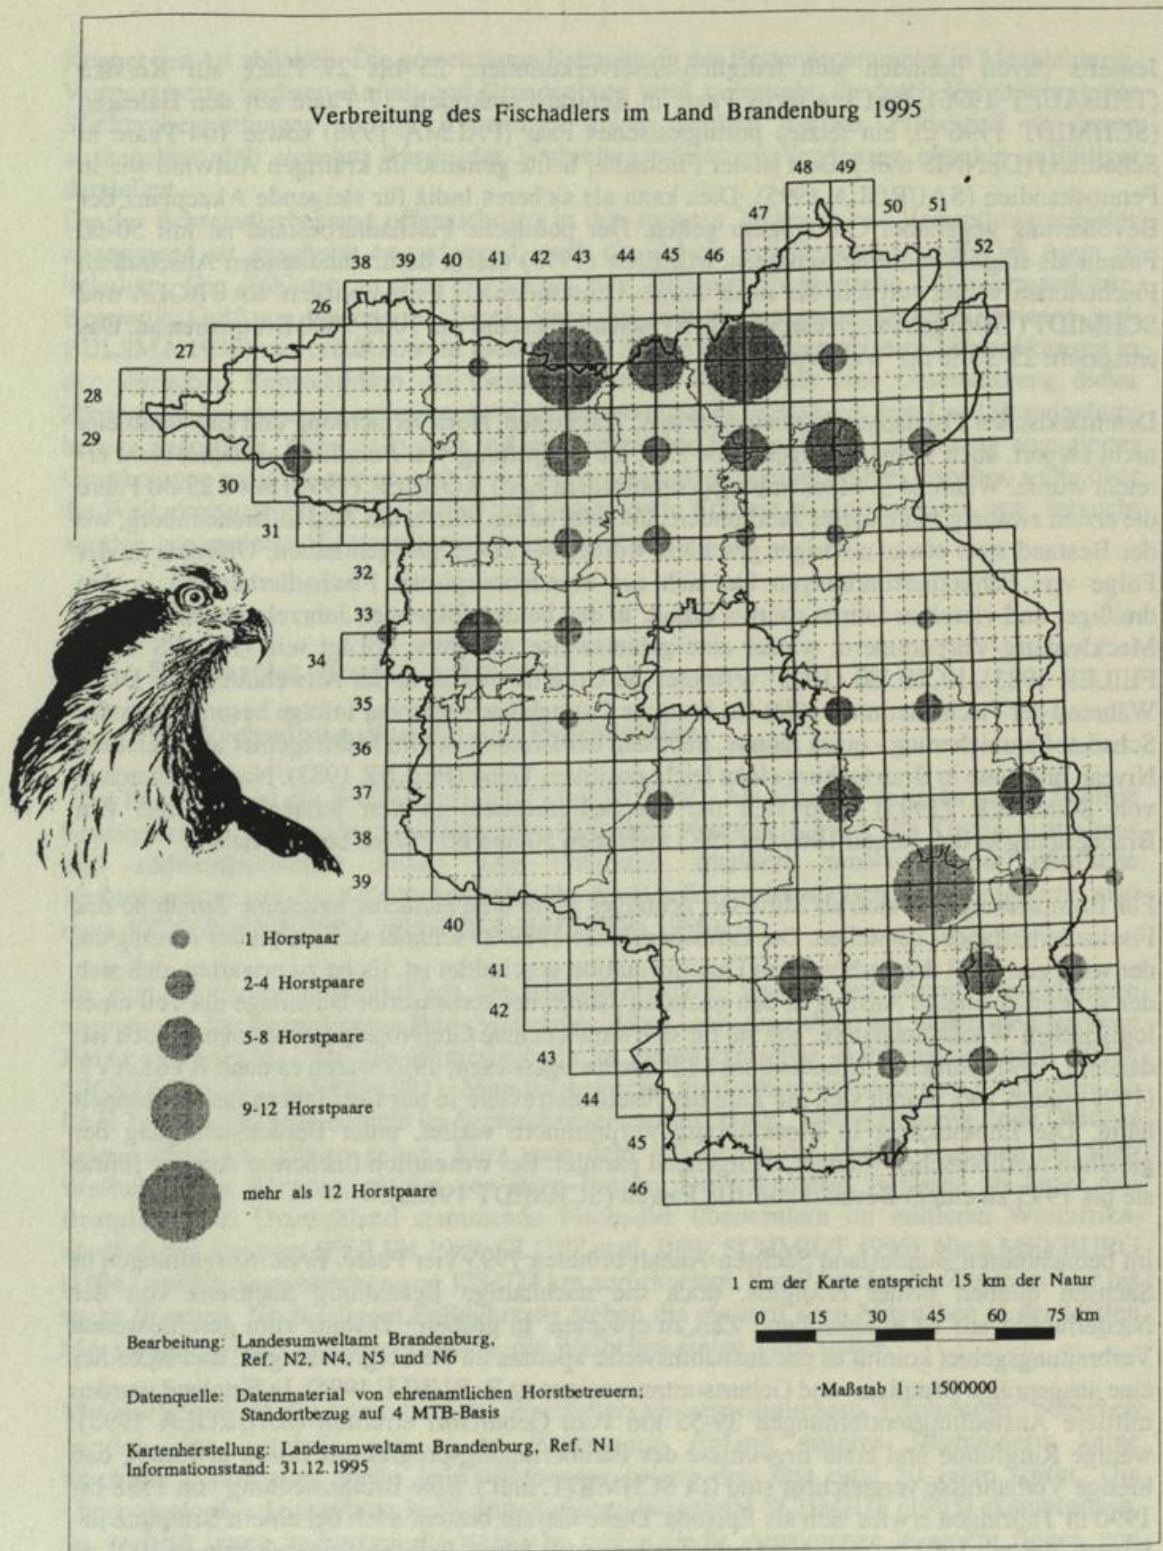 Verbreitung des Fischadlers im Land Brandenburg 1995
48 49
47 50 51
38 39 40 41 42 43 44 45 46 46 52
26
27
28
29
30
31
32
33
34
35
36
37
38
39
40
41
42
43
44
45
46
1 Horstpaar
2-4 Horstpaare
5-8 Horstpaare
9-12 Horstpaare
mehr als 12 Horstpaare
1 cm der Karte entspricht 15 km der Natur
0 15 30 45 60 75 km
Maßstab 1 : 1500000
Bearbeitung: Landesumweltamt Brandenburg,
Ref. N2, N4, N5 und N6
Datenquelle: Datenmaterial von ehrenamtlichen Horstbetreuern;
Standortbezug auf 4 MTB-Basis
Kartenherstellung: Landesumweltamt Brandenburg, Ref. N1
Informationsstand: 31.12.1995